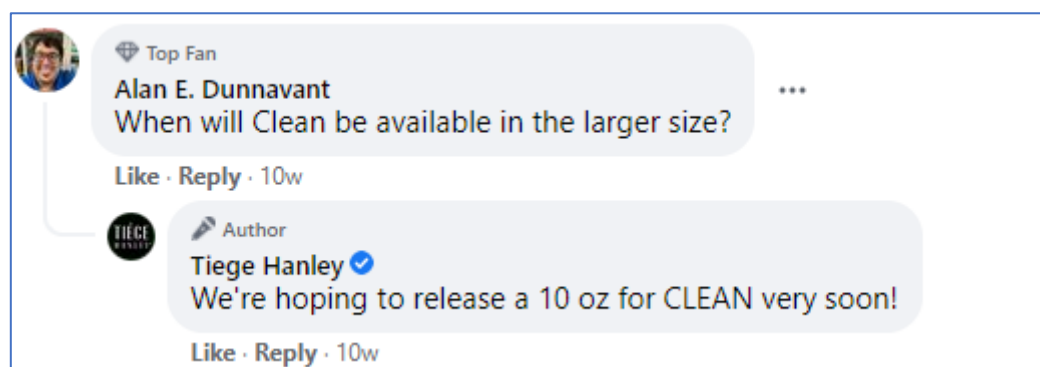 Top Fan
Alan E. Dunnavant
When will Clean be available in the larger size?
Like · Reply · 10w
TIÉGE
Author
Tiege Hanley
We're hoping to release a 10 oz for CLEAN very soon!
Like · Reply · 10w